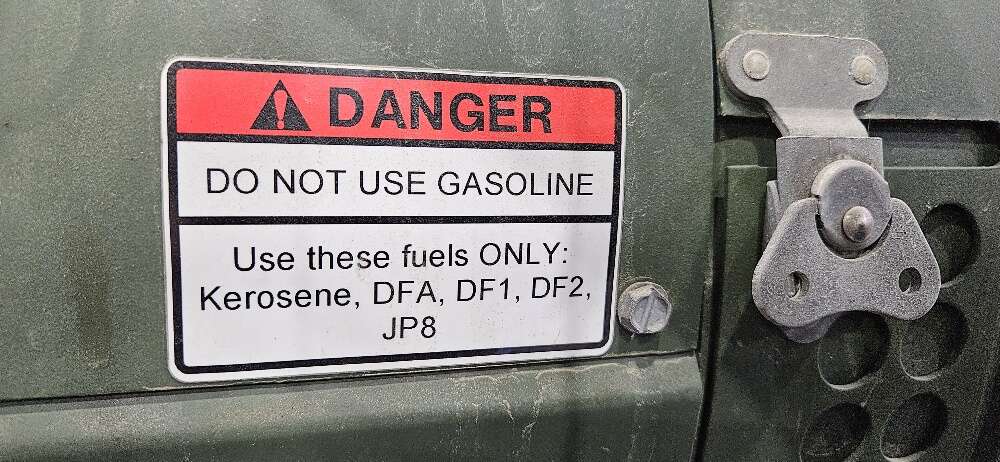 DANGER
DO NOT USE GASOLINE
Use these fuels ONLY:
Kerosene, DFA, DF1, DF2,
JP8